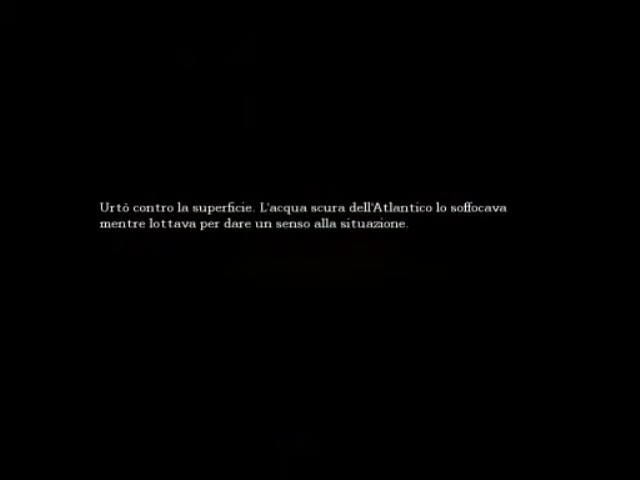 Urtò contro la superficie. L'acqua scura dell'Atlantico lo soffocava
mentre lottava per dare un senso alla situazione.